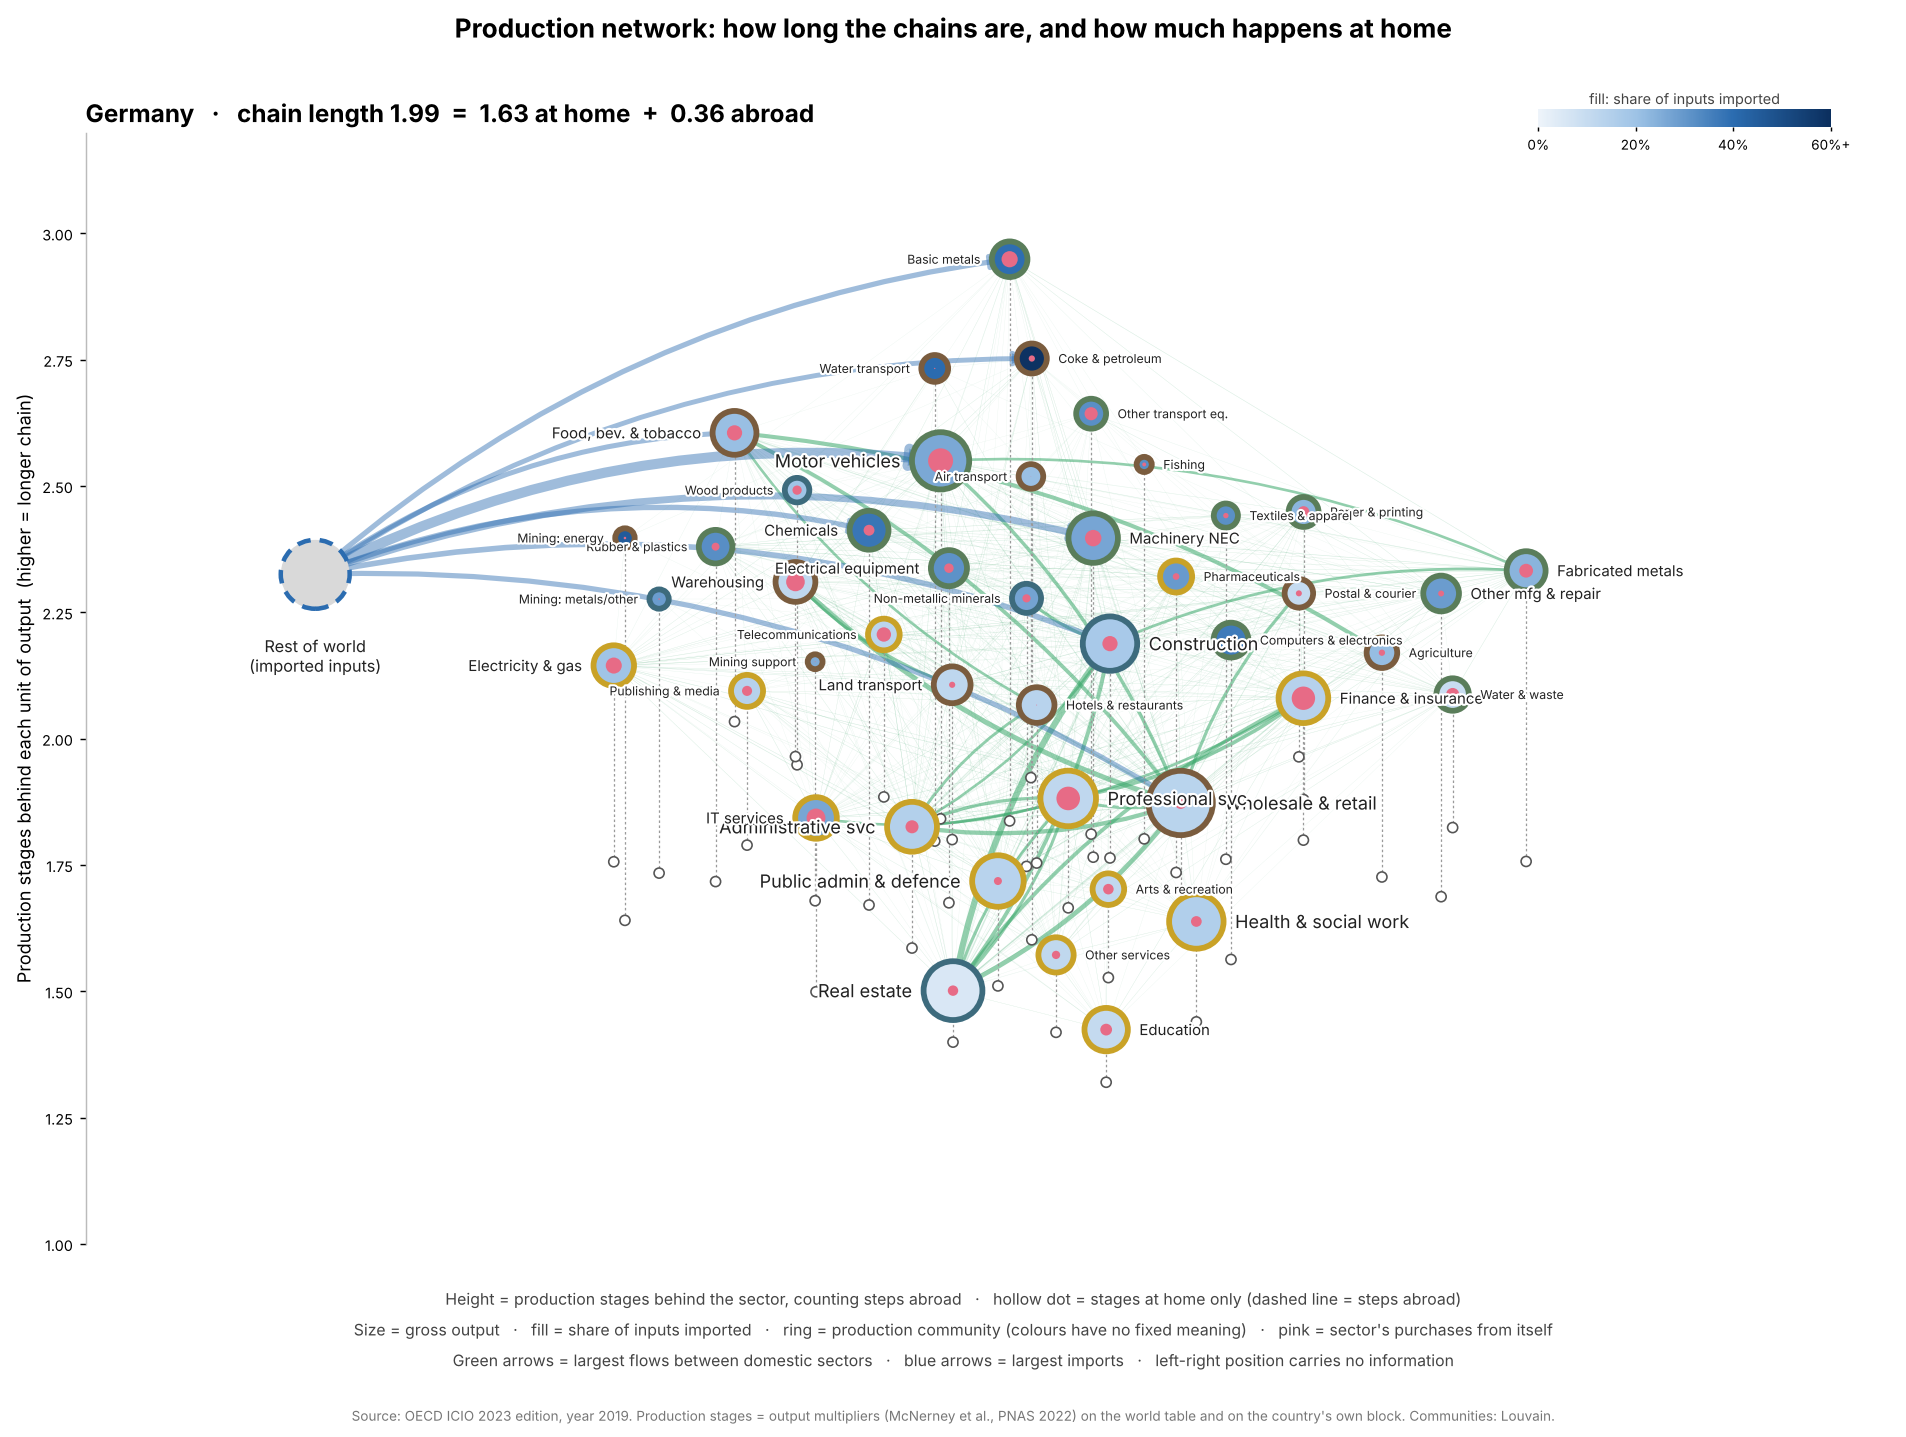 Production network: how long the chains are, and how much happens at home
Germany · chain length 1.99 = 1.63 at home + 0.36 abroad
fill: share of inputs imported
0% 20% 40% 60%+
Production stages behind each unit of output (higher = longer chain)
3.00
2.75
2.50
2.25
2.00
1.75
1.50
1.25
1.00
Basic metals
Coke & petroleum
Water transport
Other transport eq.
Food, bev. & tobacco
Motor vehicles
Fishing
Air transport
Wood products
Textiles & apparel
Paper & printing
Chemicals
Mining: energy
Machinery NEC
Rubber & plastics
Electrical equipment
Fabricated metals
Pharmaceuticals
Warehousing
Postal & courier
Other mfg & repair
Mining: metals/other
Non-metallic minerals
Telecommunications
Computers & electronics
Construction
Rest of world
(imported inputs)
Agriculture
Mining support
Electricity & gas
Land transport
Publishing & media
Water & waste
Finance & insurance
Hotels & restaurants
Professional svc
Wholesale & retail
IT services
Administrative svc
Public admin & defence
Arts & recreation
Health & social work
Other services
Real estate
Education
Height = production stages behind the sector, counting steps abroad · hollow dot = stages at home only (dashed line = steps abroad)
Size = gross output · fill = share of inputs imported · ring = production community (colours have no fixed meaning) · pink = sector's purchases from itself
Green arrows = largest flows between domestic sectors · blue arrows = largest imports · left-right position carries no information
Source: OECD ICIO 2023 edition, year 2019. Production stages = output multipliers (McNerney et al., PNAS 2022) on the world table and on the country's own block. Communities: Louvain.